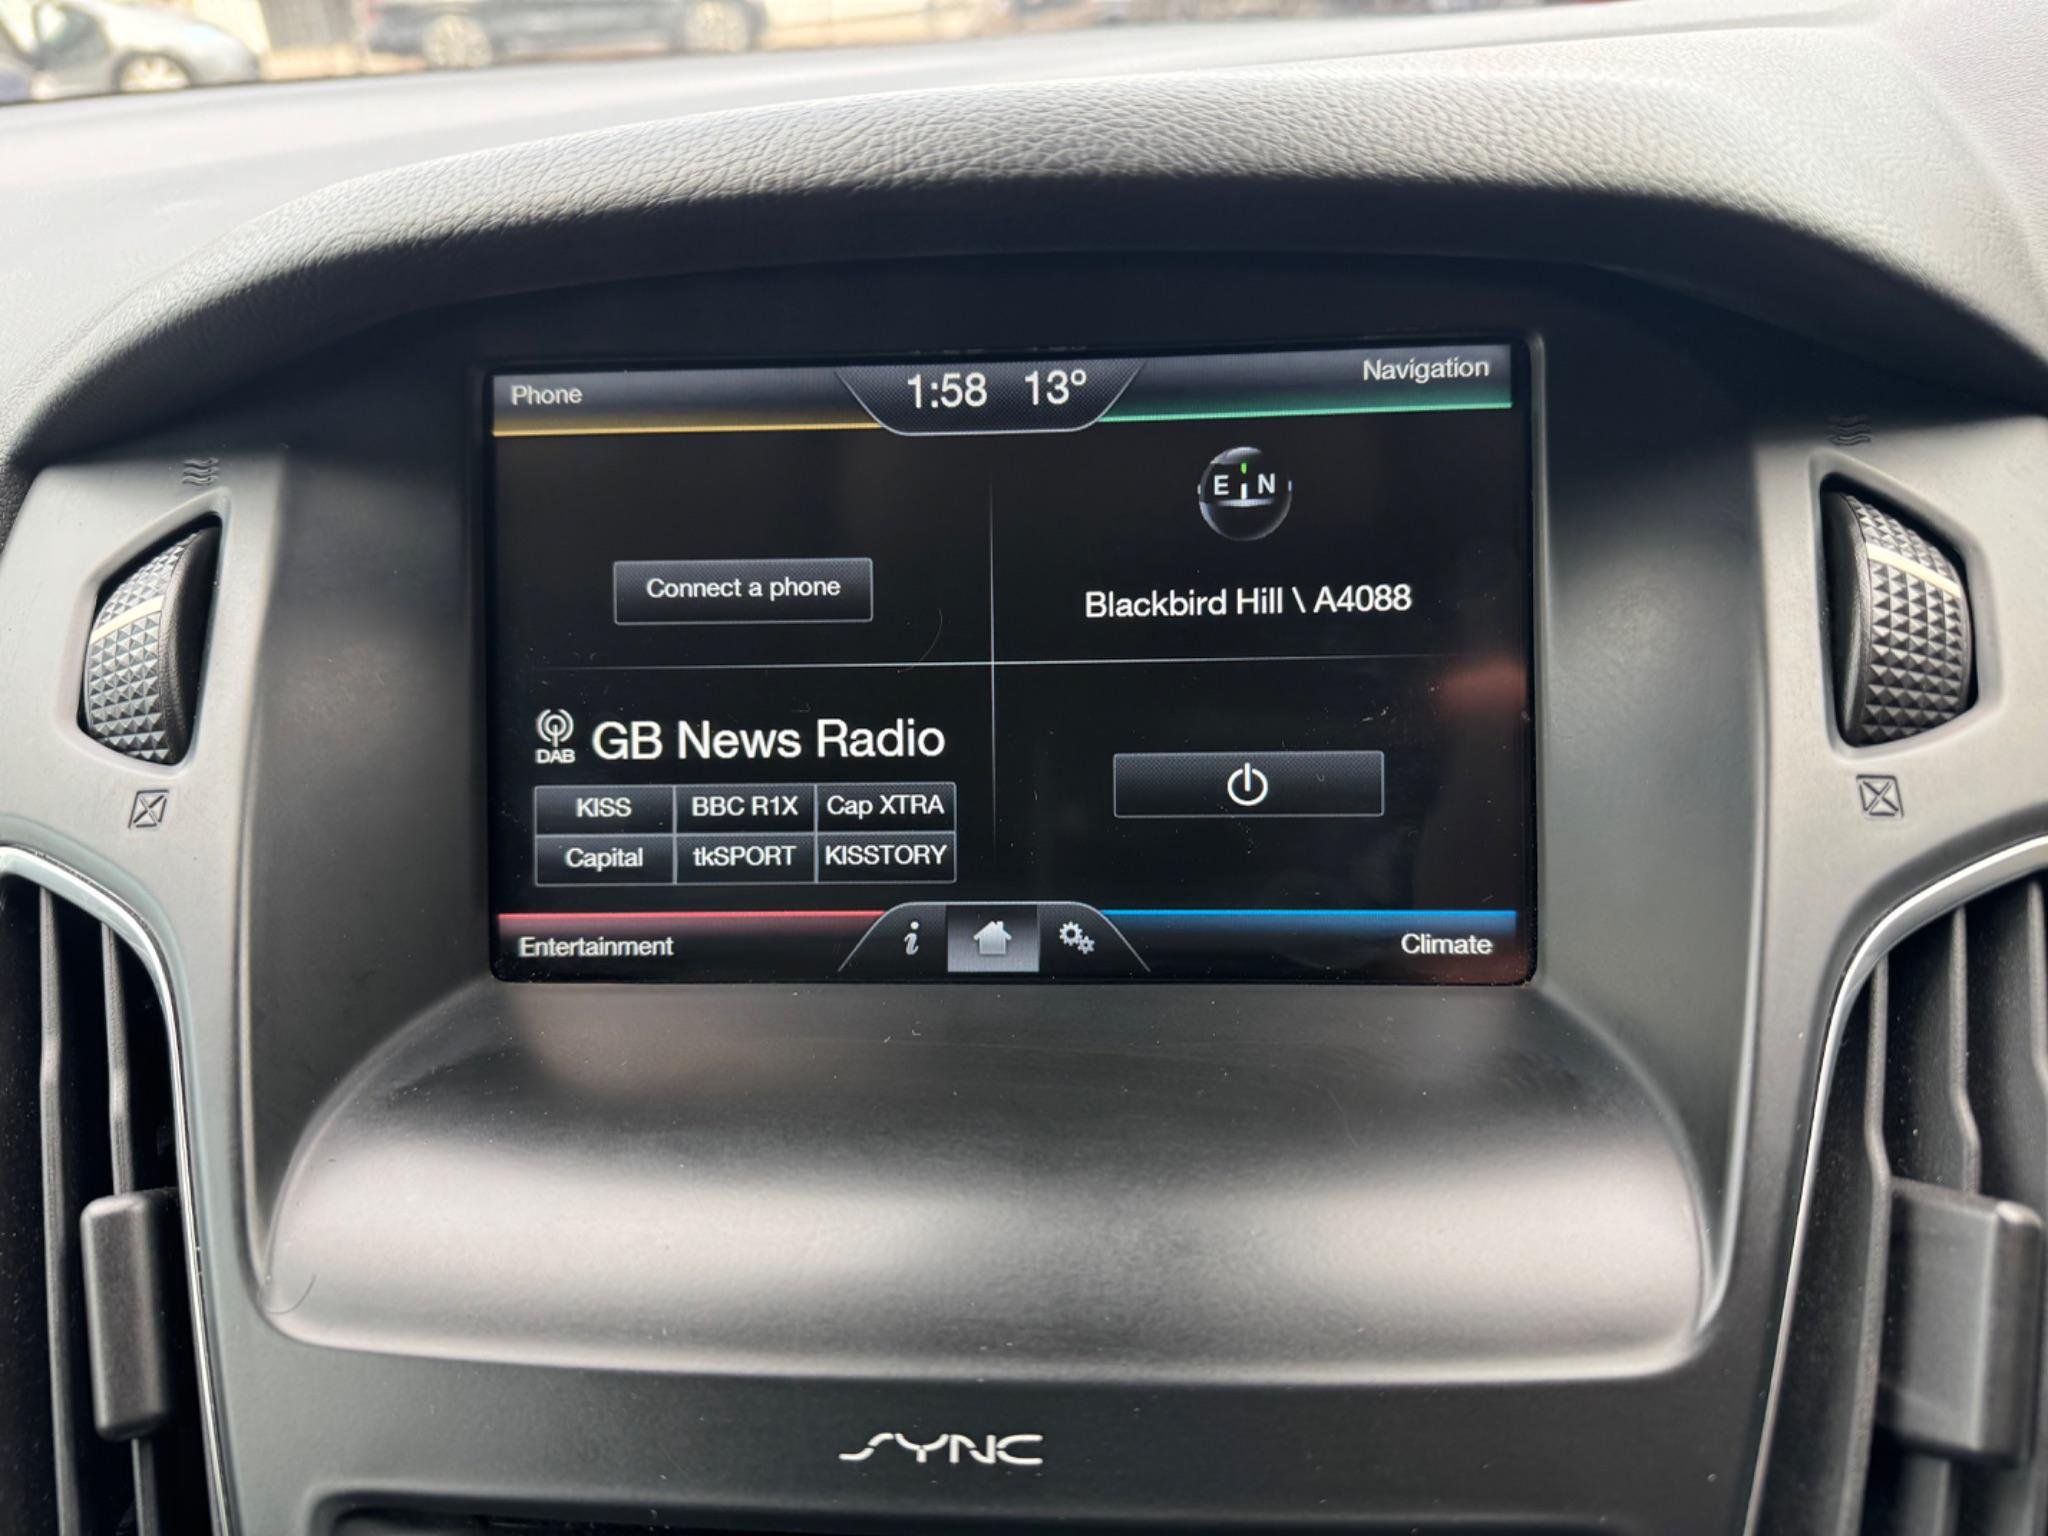 Phone
1:58 13°
Navigation
E N
Connect a phone
Blackbird Hill \ A4088
DAB
GB News Radio
KISS BBC R1X Cap XTRA
Capital tkSPORT KISSTORY
Entertainment
i
Climate
SYNC